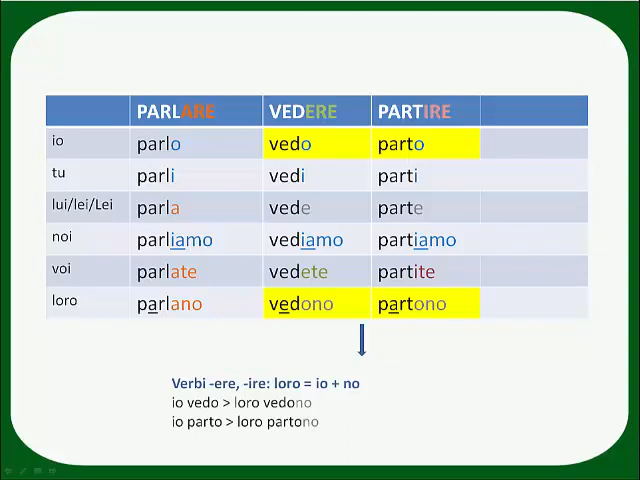 PARLARE VEDERE PARTIRE
io parlo vedo parto
tu parli vedi parti
lui/lei/Lei parla vede parte
noi parliamo vediamo partiamo
voi parlate vedete partite
loro parlano vedono partono
Verbi -ere, -ire: loro = io + no
io vedo > loro vedono
io parto > loro partono